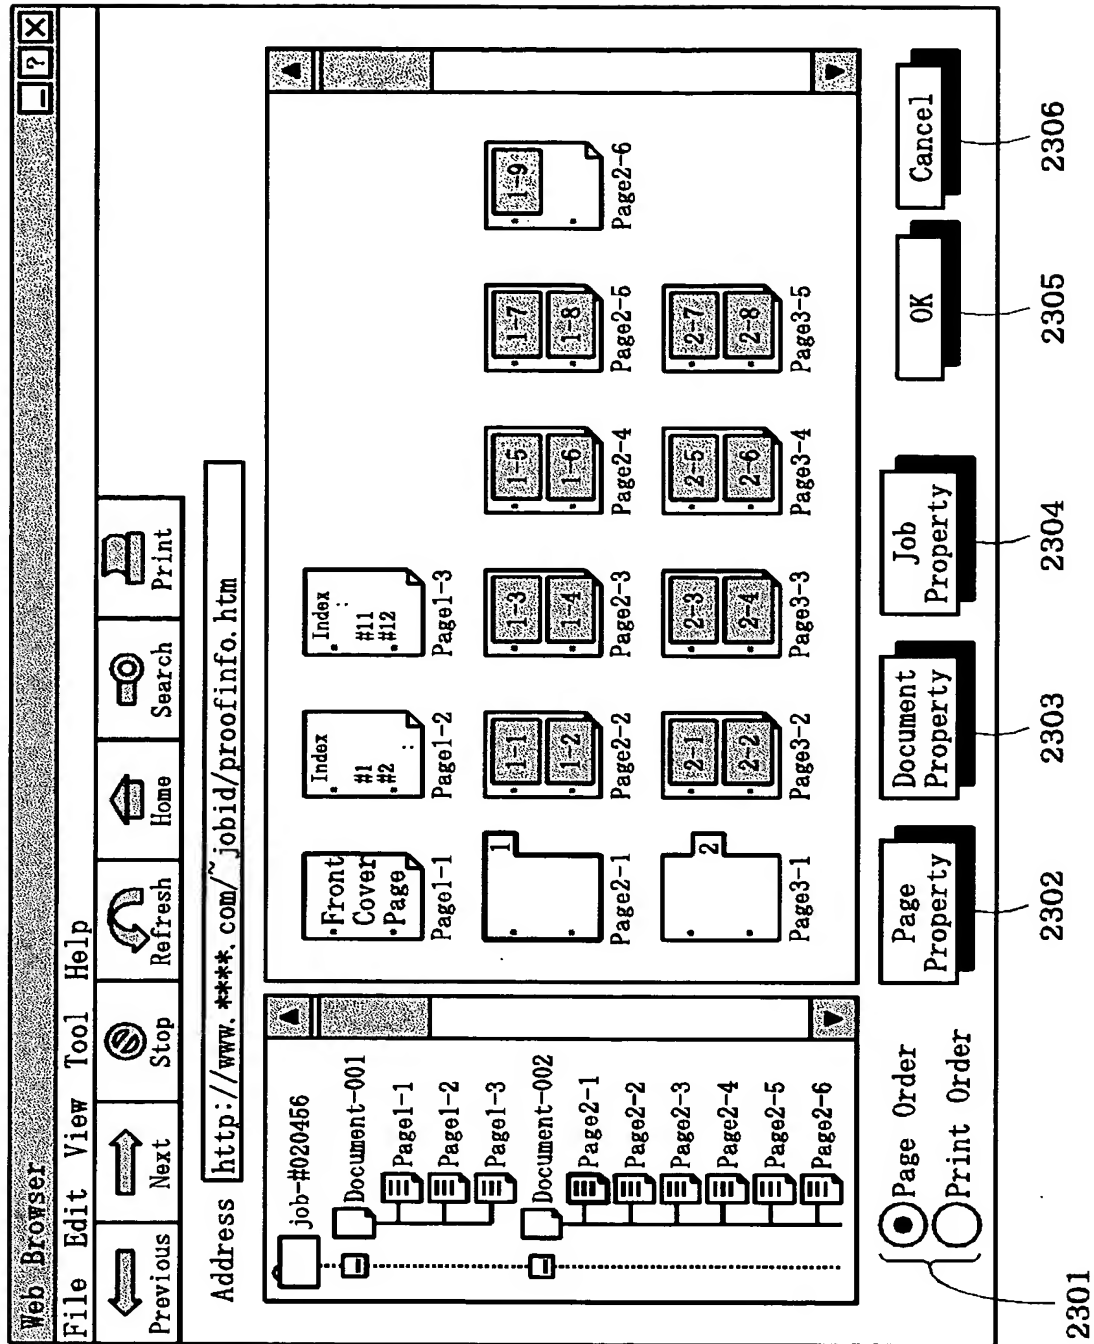 Web Browser
_ ? X
File Edit View Tool Help
Previous Next Stop Refresh Home Search Print
Address http://www.****.com/~jobid/proofinfo.htm
job-#020456
Document-001
Page1-1
Page1-2
Page1-3
Document-002
Page2-1
Page2-2
Page2-3
Page2-4
Page2-5
Page2-6
Front
Cover
Page
Index
#1
#2
:
Index
:
#11
#12
Page1-1 Page1-2 Page1-3
1
1-1
1-2
1-3
1-4
1-5
1-6
1-7
1-8
1-9
Page2-1 Page2-2 Page2-3 Page2-4 Page2-5 Page2-6
2
2-1
2-2
2-3
2-4
2-5
2-6
2-7
2-8
Page3-1 Page3-2 Page3-3 Page3-4 Page3-5
Page Order
Print Order
Page
Property
Document
Property
Job
Property
OK
Cancel
2301 2302 2303 2304 2305 2306